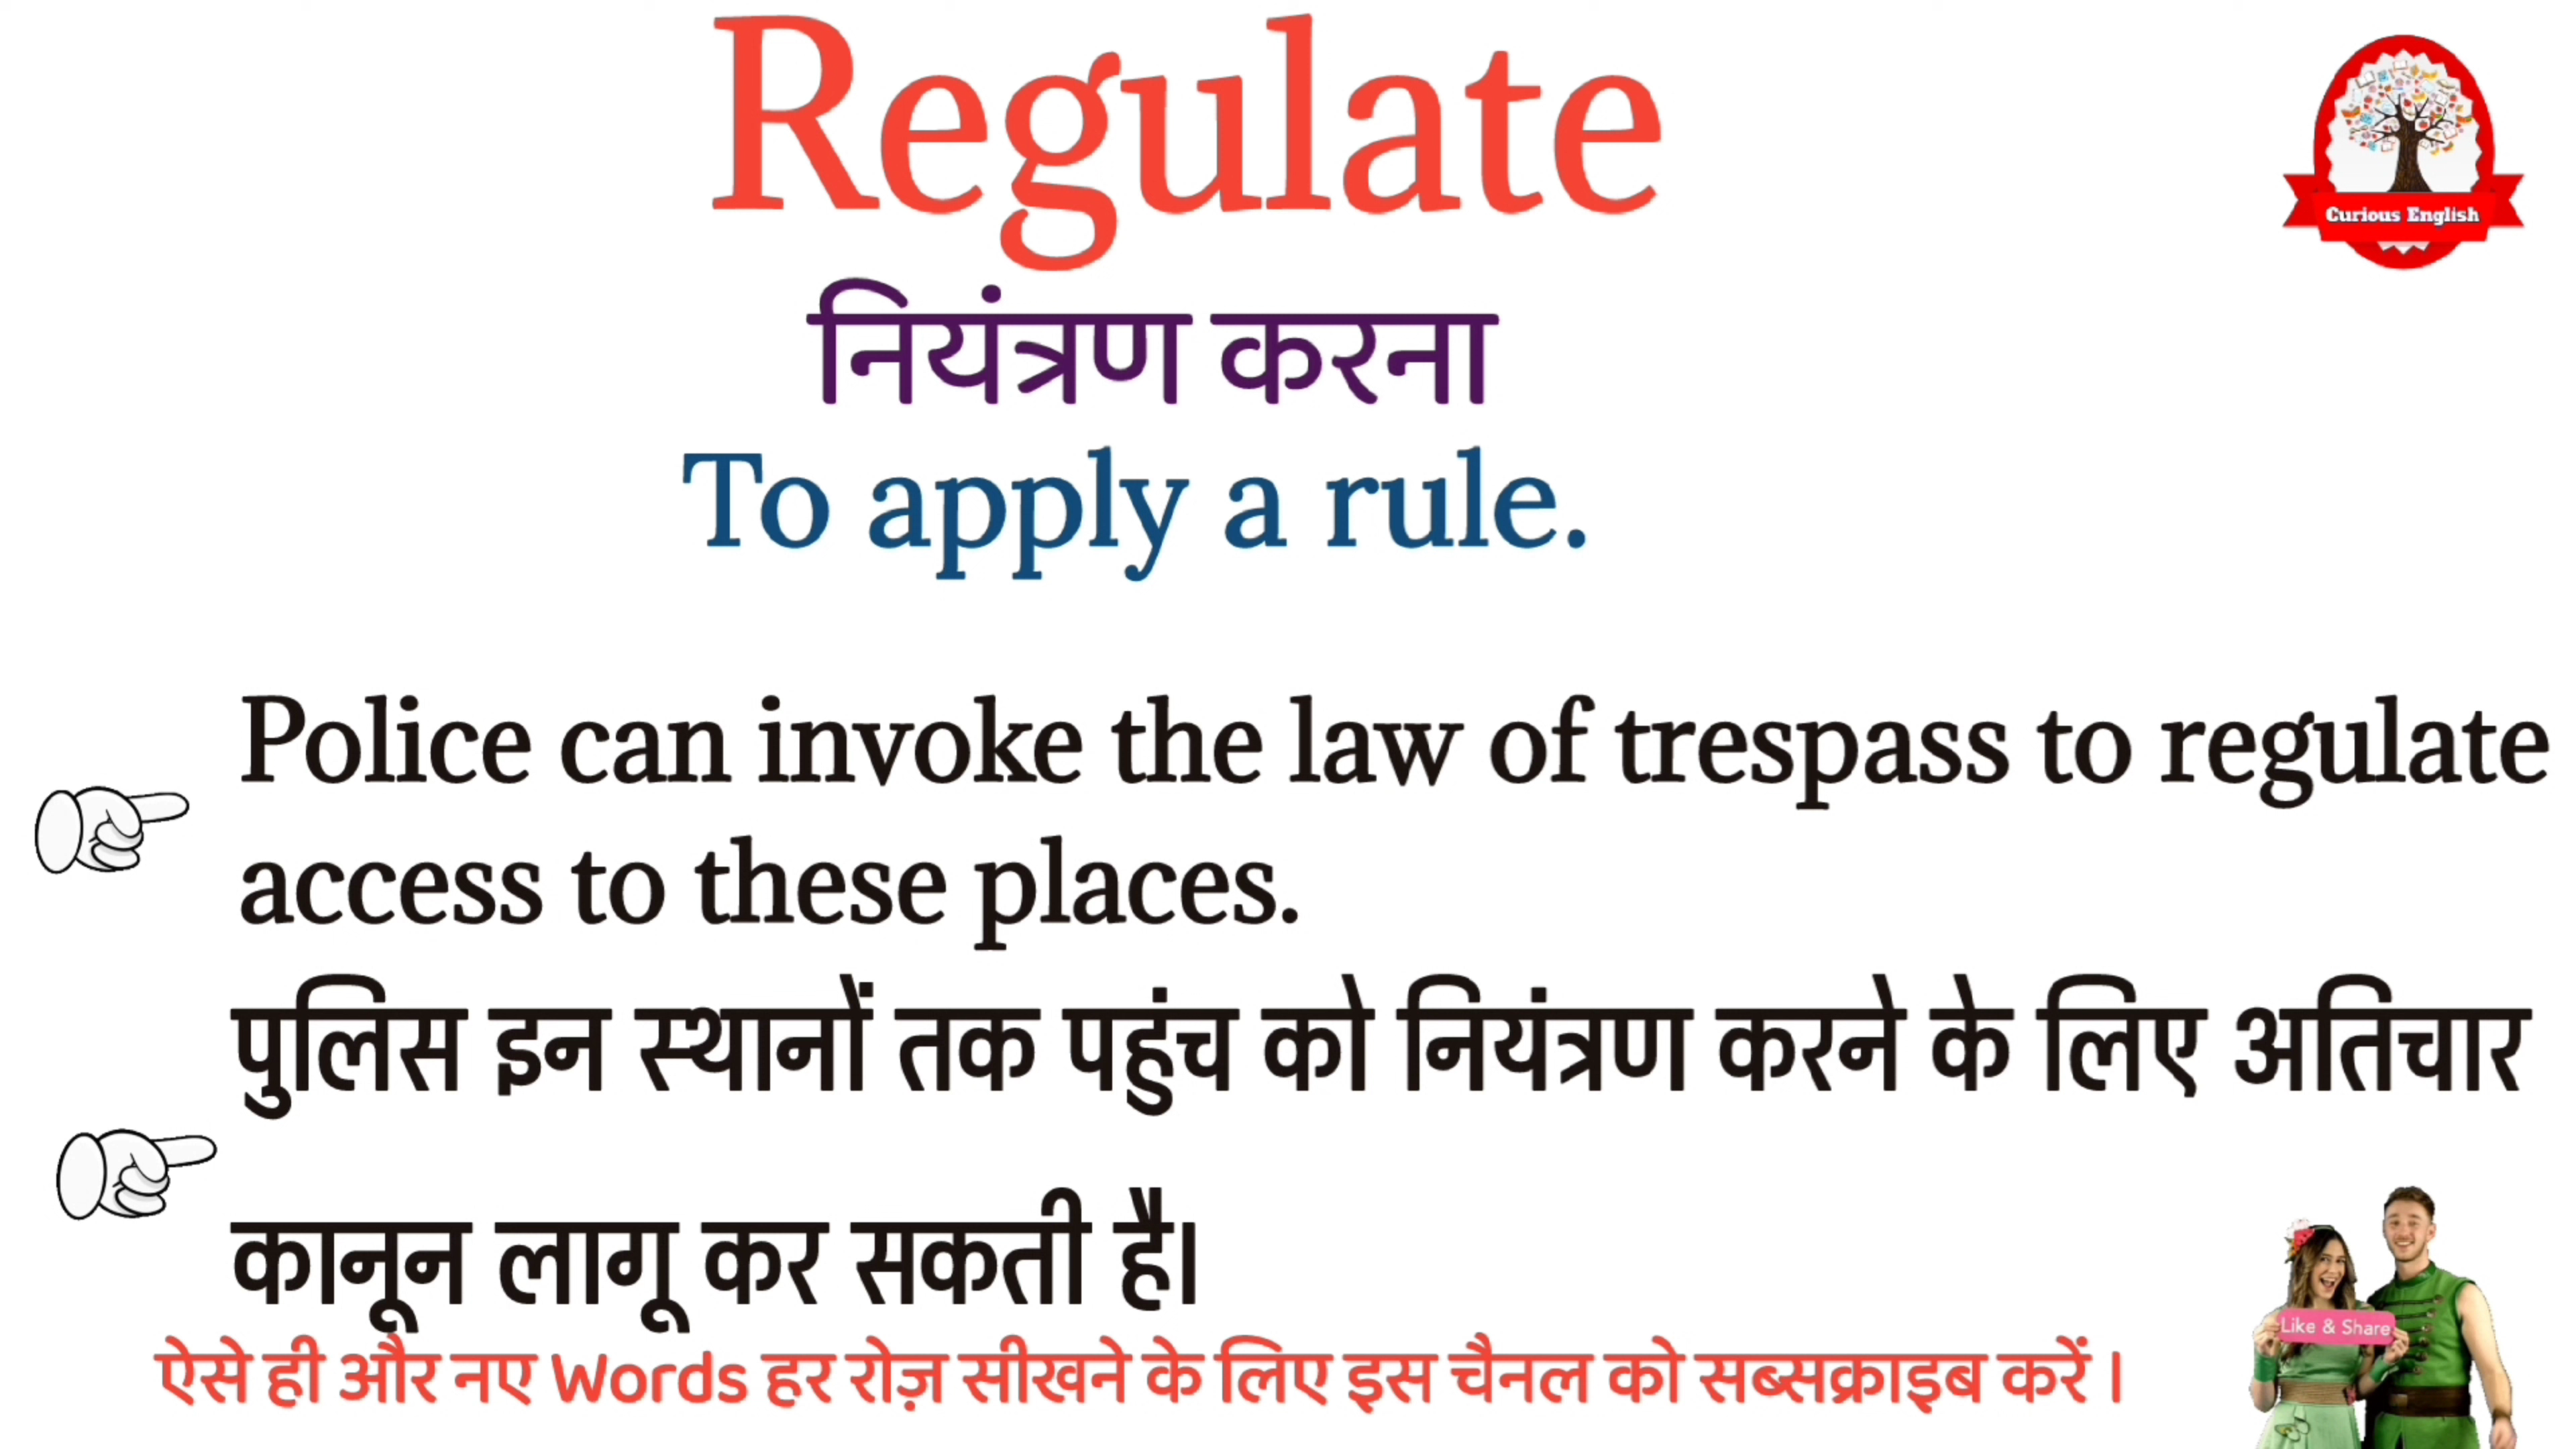 Regulate
Curious English
नियंत्रण करना
To apply a rule.
Police can invoke the law of trespass to regulate
access to these places.
पुलिस इन स्थानों तक पहुंच को नियंत्रण करने के लिए अतिचार
कानून लागू कर सकती है।
Like & Share
ऐसे ही और नए Words हर रोज़ सीखने के लिए इस चैनल को सब्सक्राइब करें ।